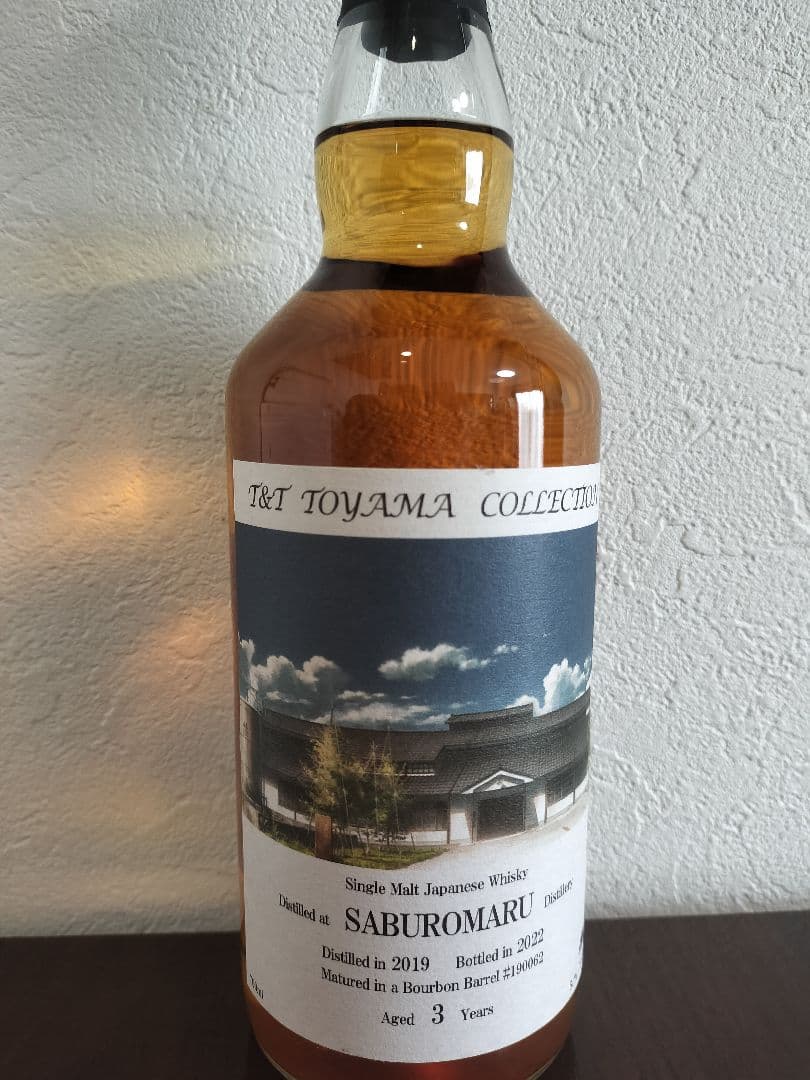 T&T TOYAMA COLLECTION
Single Malt Japanese Whisky
Distilled at SABUROMARU Distillery
Distilled in 2019 Bottled in 2022
Matured in a Bourbon Barrel #190062
Aged 3 Years